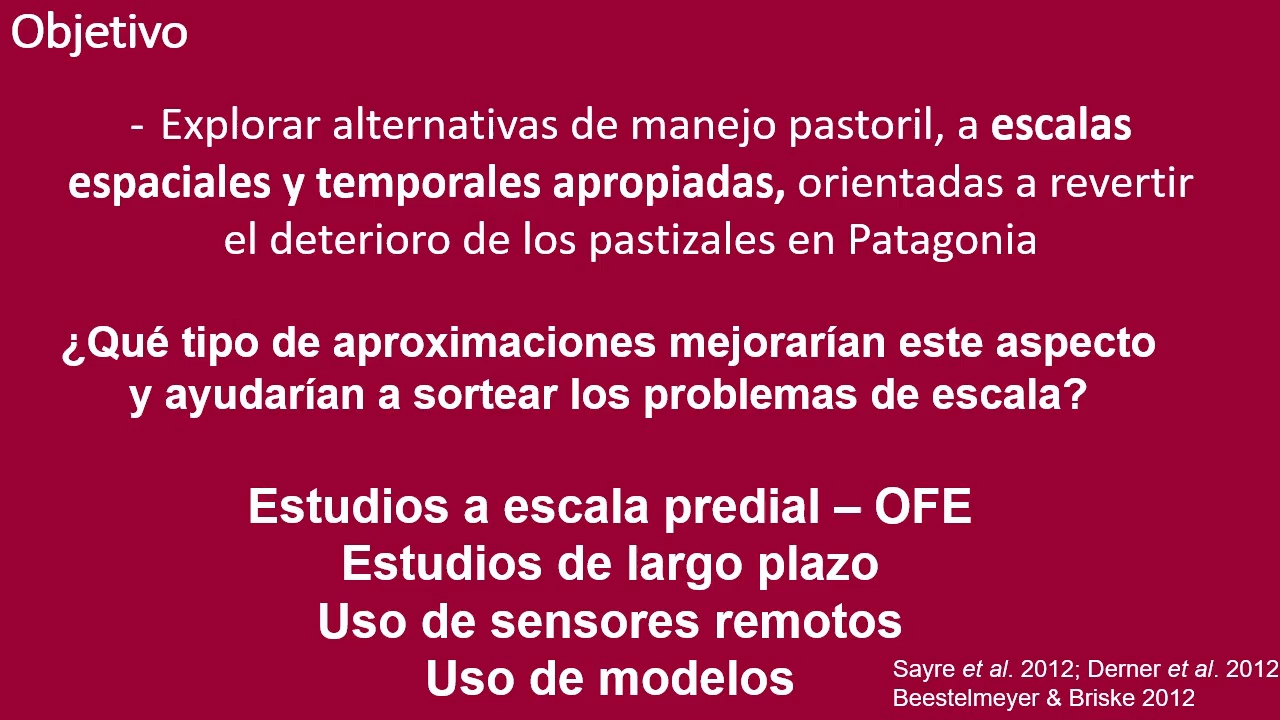 Objetivo
- Explorar alternativas de manejo pastoril, a escalas
espaciales y temporales apropiadas, orientadas a revertir
el deterioro de los pastizales en Patagonia
¿Qué tipo de aproximaciones mejorarían este aspecto
y ayudarían a sortear los problemas de escala?
Estudios a escala predial – OFE
Estudios de largo plazo
Uso de sensores remotos
Uso de modelos
Sayre et al. 2012; Derner et al. 2012
Beestelmeyer & Briske 2012